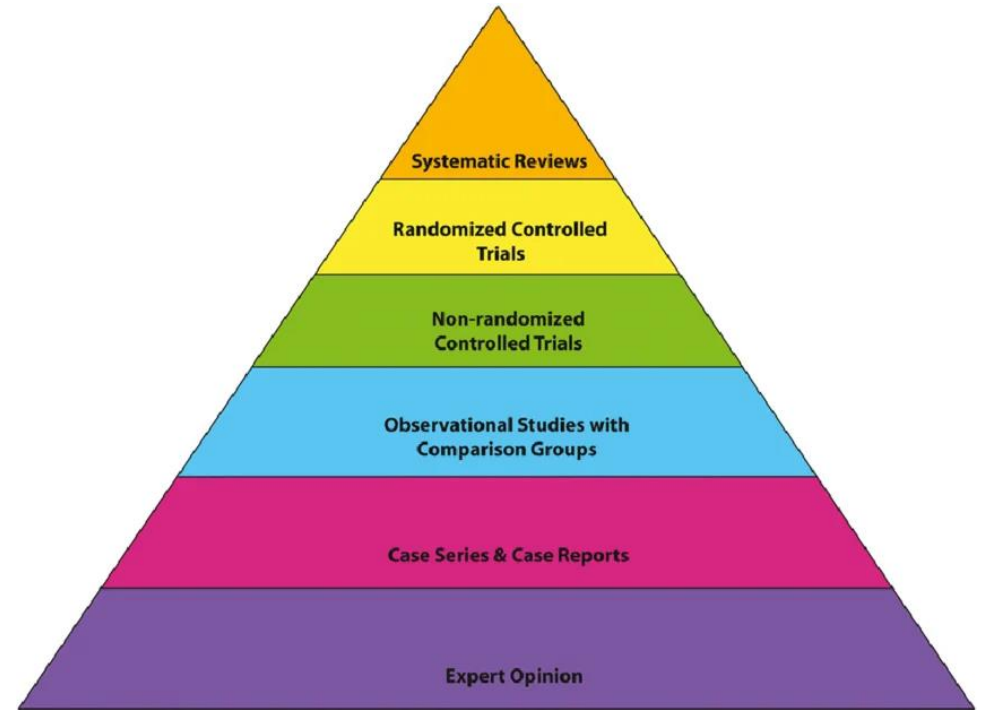 Systematic Reviews
Randomized Controlled
Trials
Non-randomized
Controlled Trials
Observational Studies with
Comparison Groups
Case Series & Case Reports
Expert Opinion